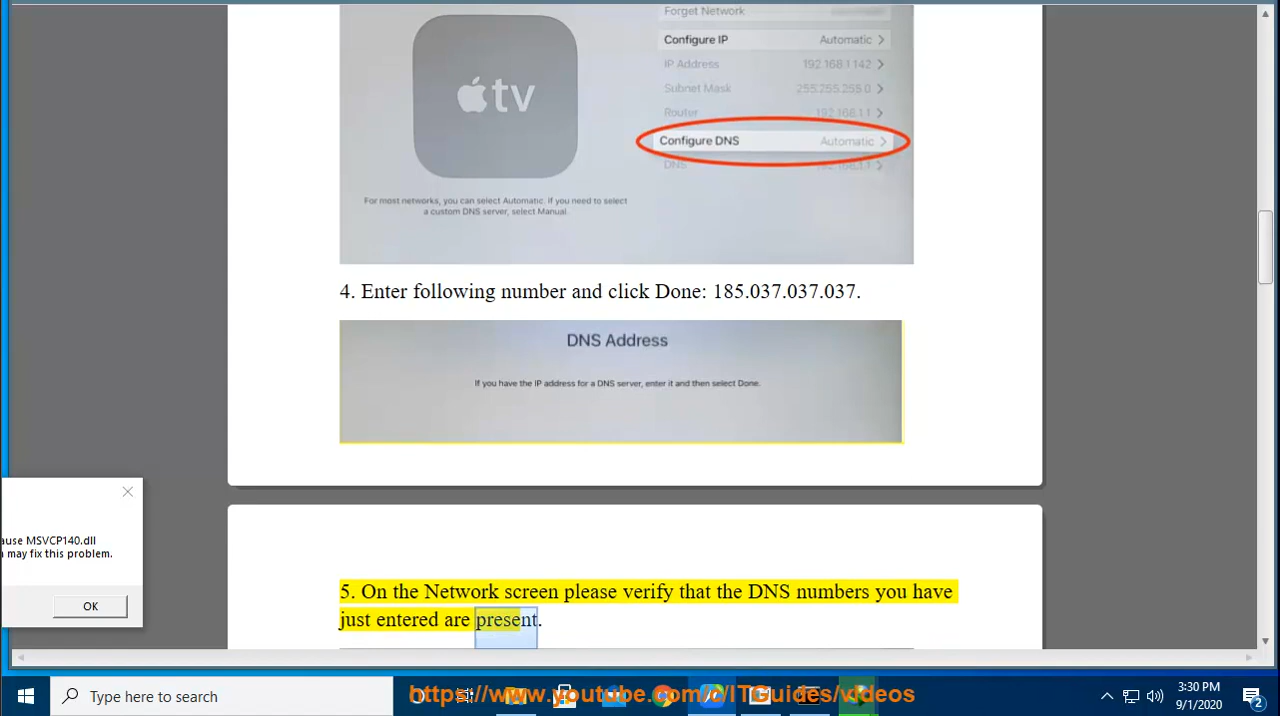 Forget Network
Configure IP Automatic
IP Address 192.168.1.142
Subnet Mask 255.255.255.0
Router 192.168.1.1
Configure DNS Automatic
DNS 192.168.1.1
tv
For most networks, you can select Automatic. If you need to select
a custom DNS server, select Manual.
4. Enter following number and click Done: 185.037.037.037.
DNS Address
If you have the IP address for a DNS server, enter it and then select Done.
ause MSVCP140.dll
may fix this problem.
OK
5. On the Network screen please verify that the DNS numbers you have
just entered are present.
Type here to search
https://www.youtube.com/c/ITGuides/videos
3:30 PM
9/1/2020
2